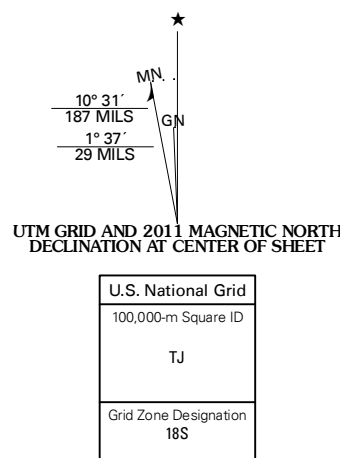 MN
10° 31´
187 MILS
GN
1° 37´
29 MILS
UTM GRID AND 2011 MAGNETIC NORTH
DECLINATION AT CENTER OF SHEET
U.S. National Grid
100,000-m Square ID
TJ
Grid Zone Designation
18S